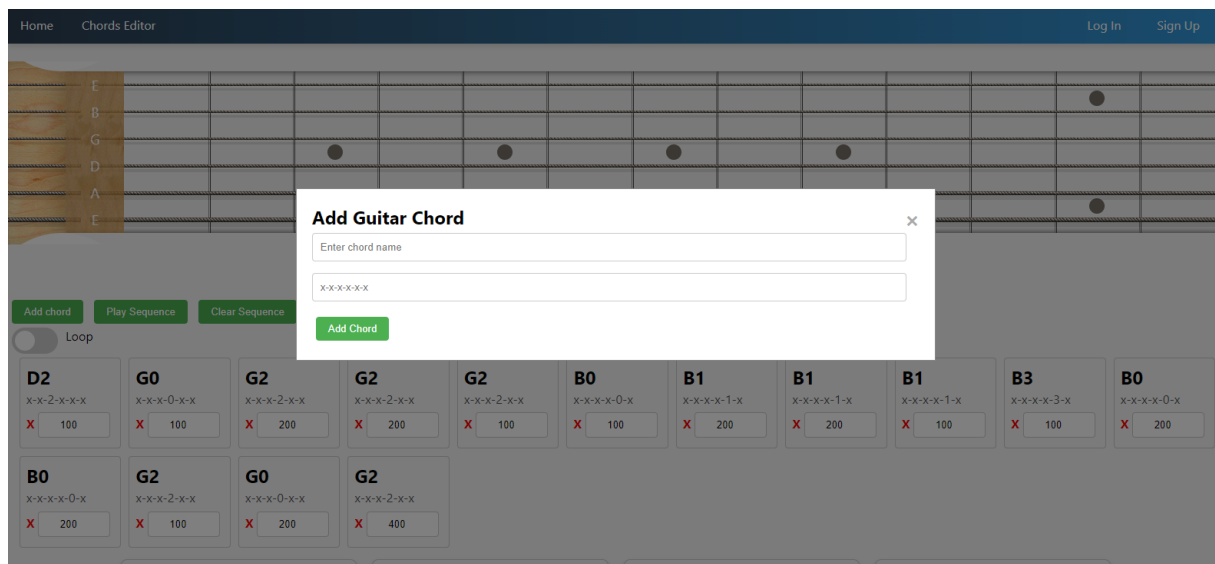 Home Chords Editor Log In Sign Up
E
B
G
D
A
E
Add Guitar Chord ×
Enter chord name
x-x-x-x-x-x
Add Chord
Add chord Play Sequence Clear Sequence
Loop
D2 G0 G2 G2 G2 B0 B1 B1 B1 B3 B0
x-x-2-x-x-x x-x-x-0-x-x x-x-x-2-x-x x-x-x-2-x-x x-x-x-2-x-x x-x-x-x-0-x x-x-x-x-1-x x-x-x-x-1-x x-x-x-x-1-x x-x-x-x-3-x x-x-x-x-0-x
X 100 X 100 X 200 X 200 X 100 X 100 X 200 X 200 X 100 X 100 X 200
B0 G2 G0 G2
x-x-x-x-0-x x-x-x-2-x-x x-x-x-0-x-x x-x-x-2-x-x
X 200 X 100 X 200 X 400